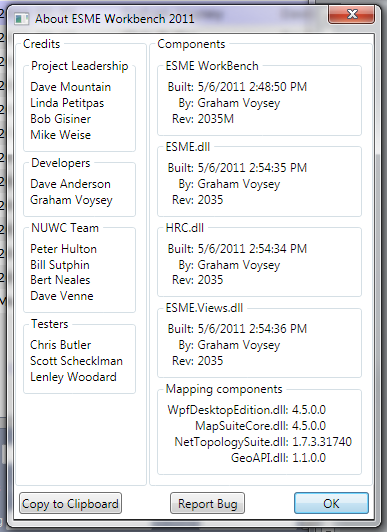 About ESME Workbench 2011
Credits
Project Leadership
Dave Mountain
Linda Petitpas
Bob Gisiner
Mike Weise
Developers
Dave Anderson
Graham Voysey
NUWC Team
Peter Hulton
Bill Sutphin
Bert Neales
Dave Venne
Testers
Chris Butler
Scott Schecklman
Lenley Woodard
Components
ESME WorkBench
Built: 5/6/2011 2:48:50 PM
By: Graham Voysey
Rev: 2035M
ESME.dll
Built: 5/6/2011 2:54:35 PM
By: Graham Voysey
Rev: 2035
HRC.dll
Built: 5/6/2011 2:54:34 PM
By: Graham Voysey
Rev: 2035
ESME.Views.dll
Built: 5/6/2011 2:54:36 PM
By: Graham Voysey
Rev: 2035
Mapping components
WpfDesktopEdition.dll: 4.5.0.0
MapSuiteCore.dll: 4.5.0.0
NetTopologySuite.dll: 1.7.3.31740
GeoAPI.dll: 1.1.0.0
Copy to Clipboard
Report Bug
OK